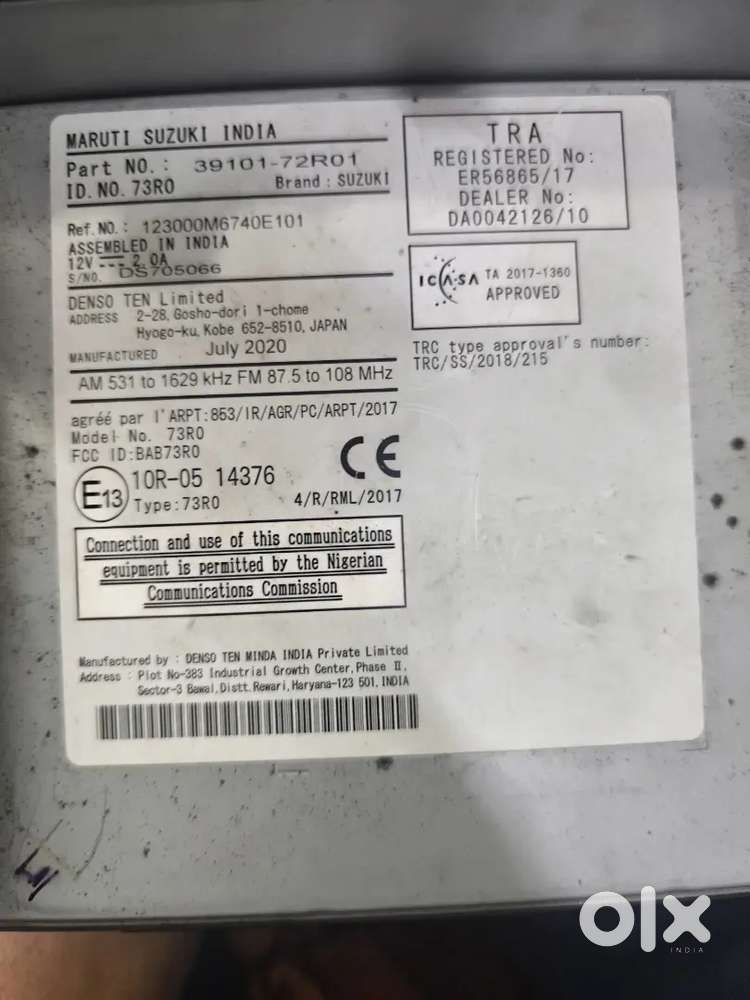 MARUTI SUZUKI INDIA
Part NO. : 39101-72R01
ID. NO. 73R0 Brand : SUZUKI
Ref. NO. : 123000M6740E101
ASSEMBLED IN INDIA
12V 2.0A
S/NO. DS705066
DENSO TEN Limited
ADDRESS 2-28, Gosho-dori 1-chome
Hyogo-ku, Kobe 652-8510, JAPAN
MANUFACTURED July 2020
AM 531 to 1629 kHz FM 87.5 to 108 MHz
agréé par l'ARPT:853/IR/AGR/PC/ARPT/2017
Model No. 73R0
FCC ID:BAB73R0
E13 10R-05 14376
Type:73R0 4/R/RML/2017
CE
Connection and use of this communications
equipment is permitted by the Nigerian
Communications Commission
Manufactured by : DENSO TEN MINDA INDIA Private Limited
Address : Plot No-383 Industrial Growth Center, Phase II,
Sector-3 Bawal, Distt. Rewari, Haryana-123 501. INDIA
TRA
REGISTERED No:
ER56865/17
DEALER No:
DA0042126/10
ICASA TA 2017-1360
APPROVED
TRC type approval's number:
TRC/SS/2018/215
olx
INDIA